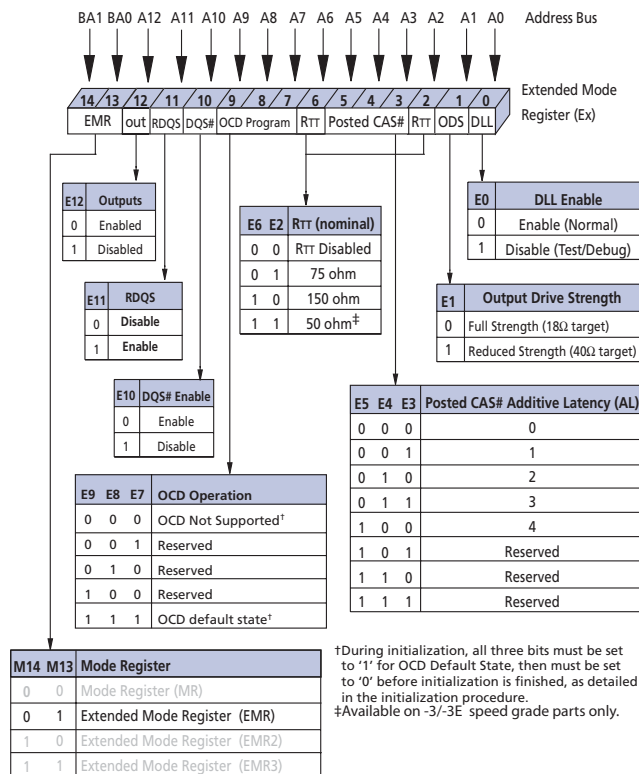 BA1 BA0 A12 A11 A10 A9 A8 A7 A6 A5 A4 A3 A2 A1 A0 Address Bus
14 13 12 11 10 9 8 7 6 5 4 3 2 1 0
EMR out RDQS DQS# OCD Program RTT Posted CAS# RTT ODS DLL
Extended Mode
Register (Ex)
E12 Outputs
0 Enabled
1 Disabled
E6 E2 RTT (nominal)
0 0 RTT Disabled
0 1 75 ohm
1 0 150 ohm
1 1 50 ohm‡
E0 DLL Enable
0 Enable (Normal)
1 Disable (Test/Debug)
E11 RDQS
0 Disable
1 Enable
E1 Output Drive Strength
0 Full Strength (18Ω target)
1 Reduced Strength (40Ω target)
E10 DQS# Enable
0 Enable
1 Disable
E5 E4 E3 Posted CAS# Additive Latency (AL)
0 0 0 0
0 0 1 1
0 1 0 2
0 1 1 3
1 0 0 4
1 0 1 Reserved
1 1 0 Reserved
1 1 1 Reserved
E9 E8 E7 OCD Operation
0 0 0 OCD Not Supported†
0 0 1 Reserved
0 1 0 Reserved
1 0 0 Reserved
1 1 1 OCD default state†
M14 M13 Mode Register
0 0 Mode Register (MR)
0 1 Extended Mode Register (EMR)
1 0 Extended Mode Register (EMR2)
1 1 Extended Mode Register (EMR3)
†During initialization, all three bits must be set
to '1' for OCD Default State, then must be set
to '0' before initialization is finished, as detailed
in the initialization procedure.
‡Available on -3/-3E speed grade parts only.